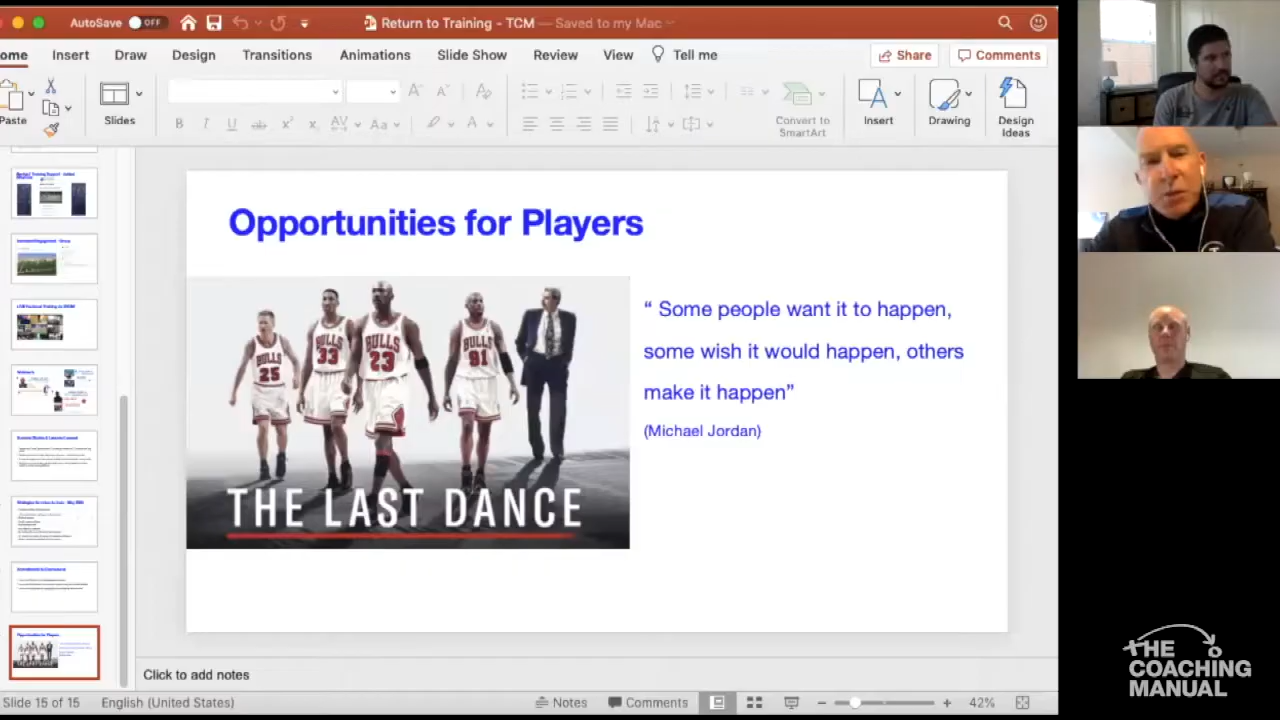 AutoSave OFF Return to Training - TCM — Saved to my Mac
ome Insert Draw Design Transitions Animations Slide Show Review View Tell me Share Comments
Paste Slides Convert to SmartArt Insert Drawing Design Ideas
Opportunities for Players
BULLS 25
BULLS 33
BULLS 23
BULLS 91
THE LAST DANCE
“ Some people want it to happen,
some wish it would happen, others
make it happen”
(Michael Jordan)
Click to add notes
Slide 15 of 15 English (United States) Notes Comments 42%
THE
COACHING
MANUAL